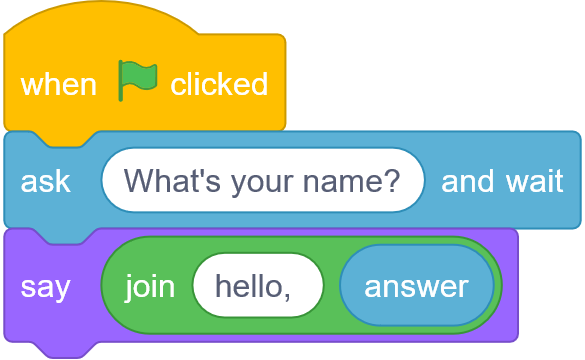 when clicked
ask What's your name? and wait
say join hello, answer